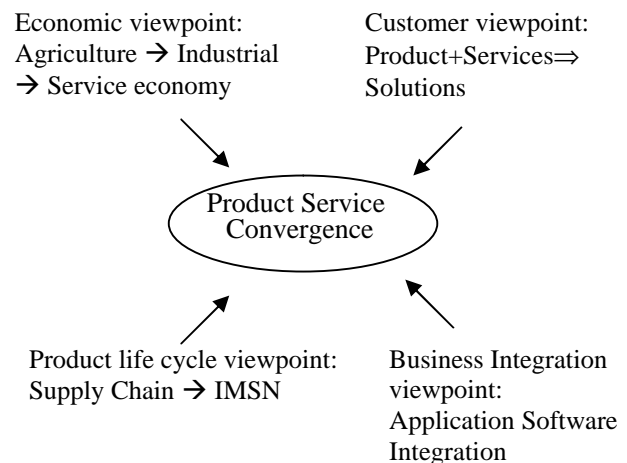 Economic viewpoint:
Agriculture → Industrial
→ Service economy
Customer viewpoint:
Product+Services⇒
Solutions
Product Service
Convergence
Product life cycle viewpoint:
Supply Chain → IMSN
Business Integration
viewpoint:
Application Software
Integration